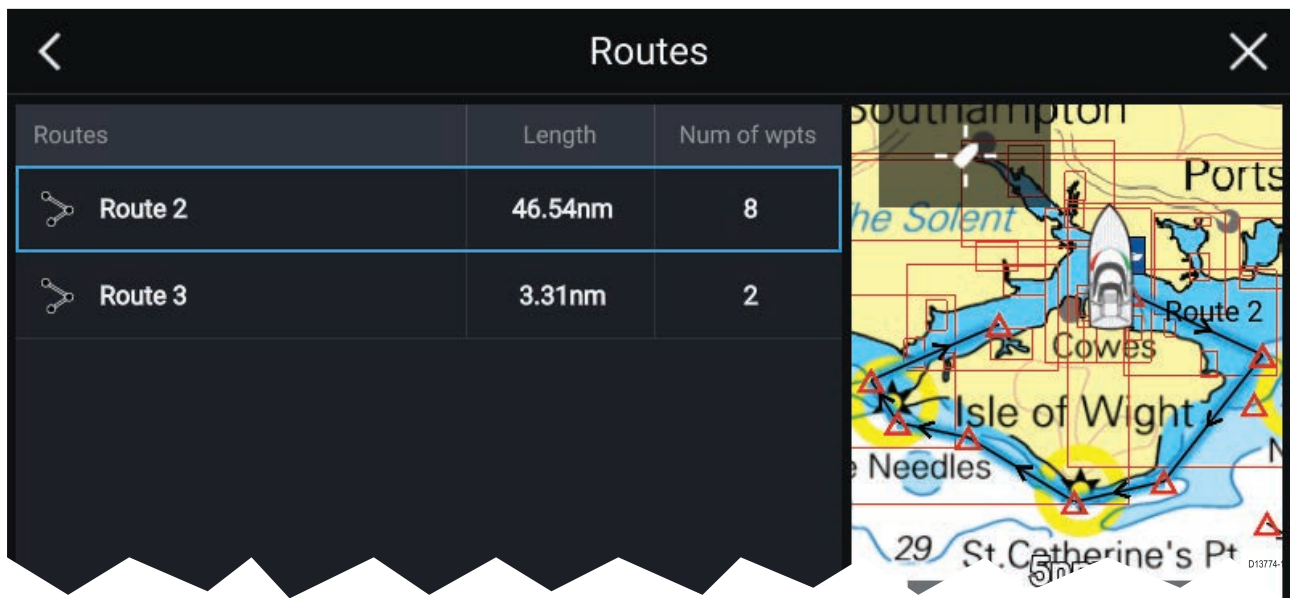 Routes
Routes Length Num of wpts
Route 2 46.54nm 8
Route 3 3.31nm 2
Southampton
Ports
he Solent
Route 2
Cowes
Isle of Wight
Needles
N
29 St.Catherine's Pt
D13774-